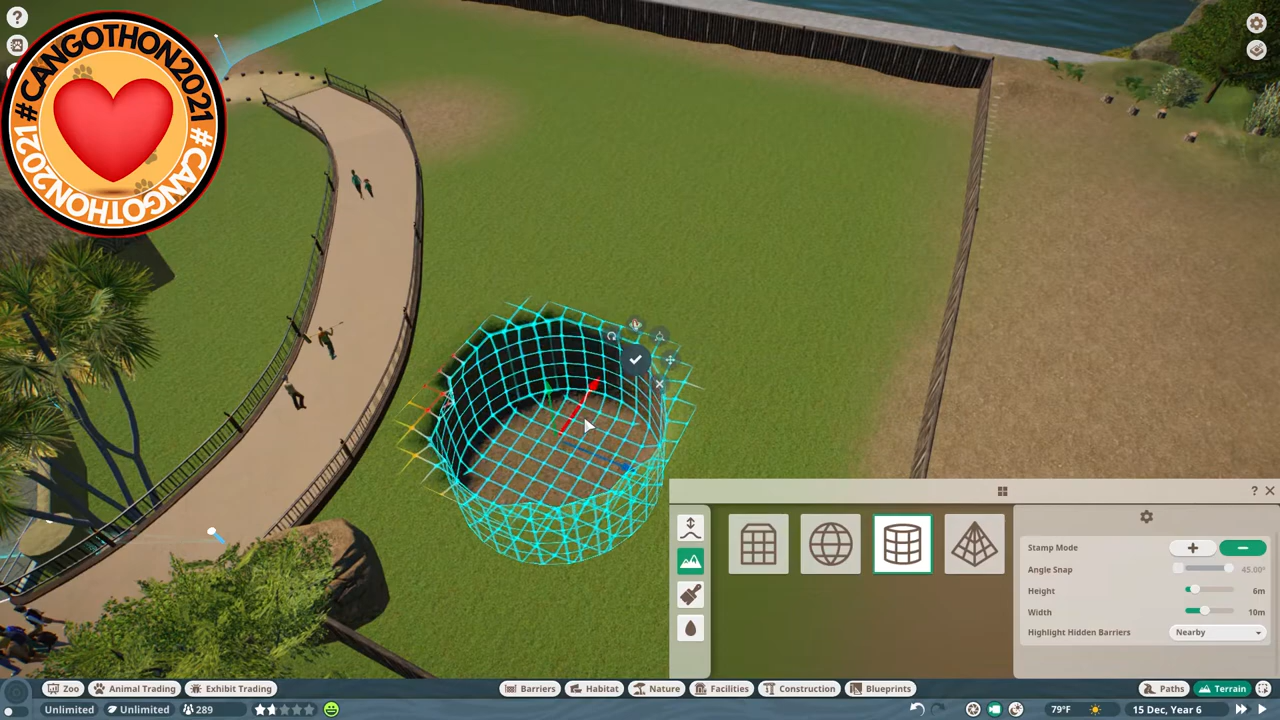 #CANGOTHON2021
#CANGOTHON2021
?
? ✕
Stamp Mode + −
Angle Snap 45.00°
Height 6m
Width 10m
Highlight Hidden Barriers Nearby
Zoo Animal Trading Exhibit Trading Barriers Habitat Nature Facilities Construction Blueprints Paths Terrain
Unlimited Unlimited 289 79°F 15 Dec, Year 6